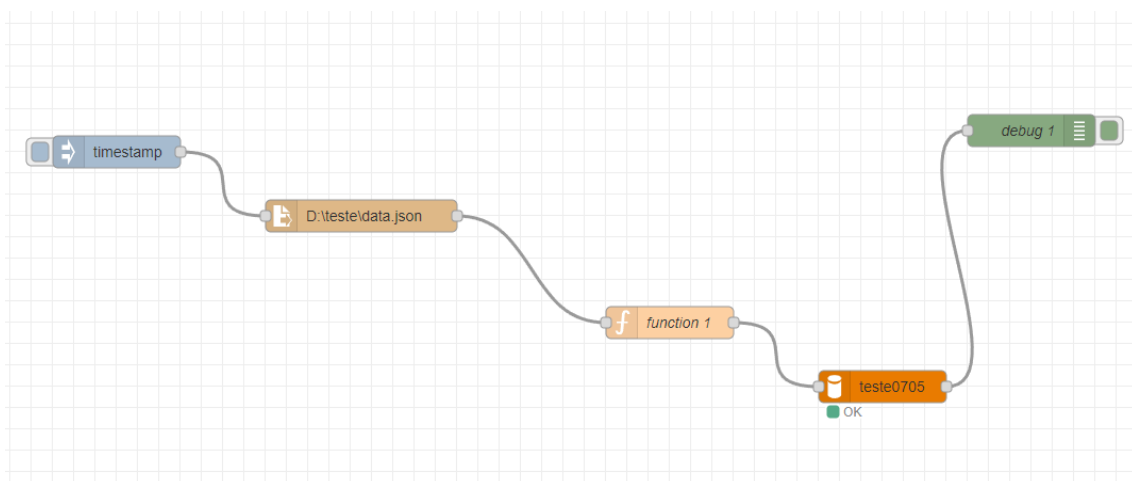 timestamp
D:\teste\data.json
function 1
teste0705
OK
debug 1